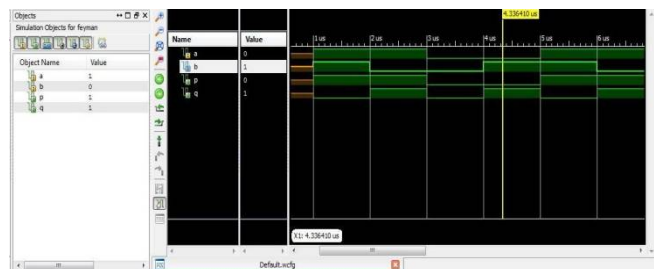 Objects
Simulation Objects for feyman
Object Name Value
a 1
b 0
p 1
q 1
Name Value
a 0
b 1
p 0
q 1
4.336410 us
1 us 2 us 3 us 4 us 5 us 6 us
X1: 4.336410 us
Default.wcfg